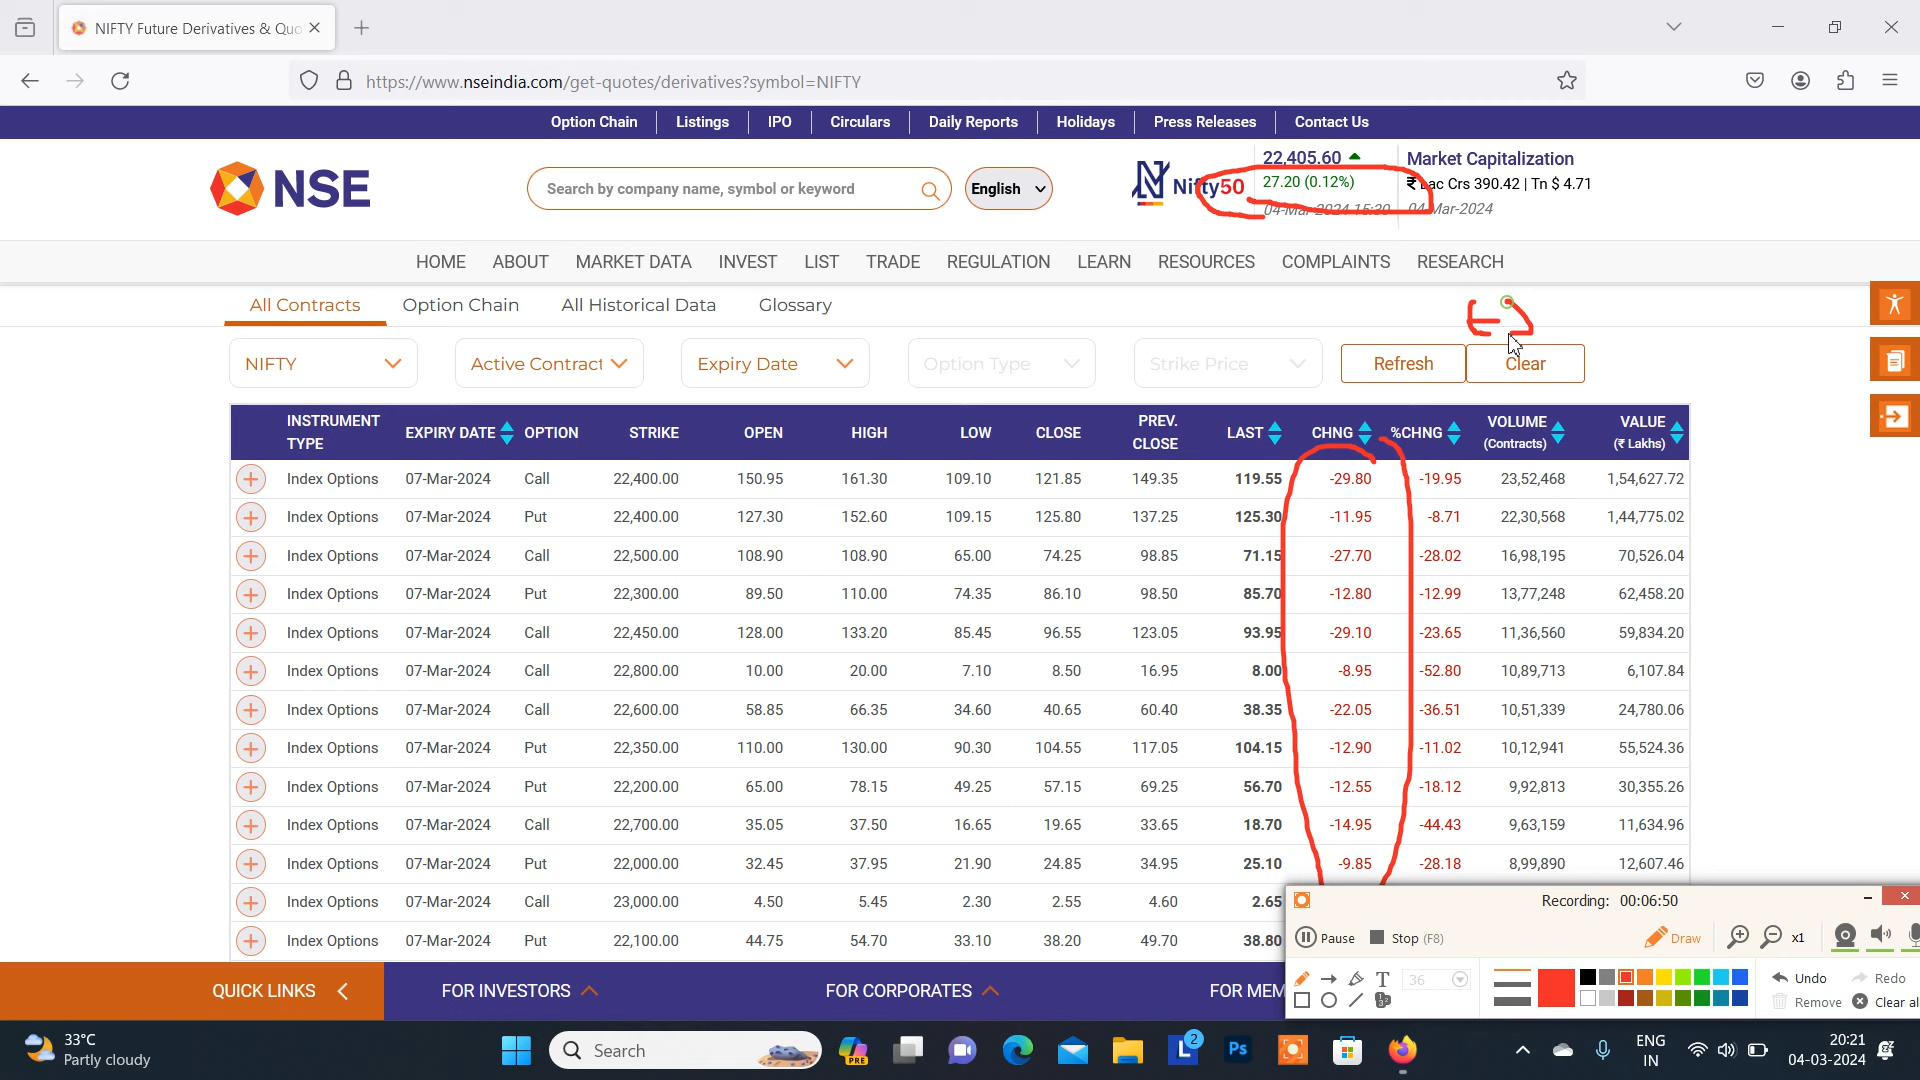 NIFTY Future Derivatives & Quo
https://www.nseindia.com/get-quotes/derivatives?symbol=NIFTY
Option Chain Listings IPO Circulars Daily Reports Holidays Press Releases Contact Us
NSE
Search by company name, symbol or keyword
English
Nifty50
22,405.60
27.20 (0.12%)
04-Mar-2024 15:30
Market Capitalization
₹ Lac Crs 390.42 | Tn $ 4.71
04-Mar-2024
HOME ABOUT MARKET DATA INVEST LIST TRADE REGULATION LEARN RESOURCES COMPLAINTS RESEARCH
All Contracts Option Chain All Historical Data Glossary
NIFTY Active Contract Expiry Date Option Type Strike Price Refresh Clear
INSTRUMENT TYPE EXPIRY DATE OPTION STRIKE OPEN HIGH LOW CLOSE PREV. CLOSE LAST CHNG %CHNG VOLUME (Contracts) VALUE (₹ Lakhs)
Index Options 07-Mar-2024 Call 22,400.00 150.95 161.30 109.10 121.85 149.35 119.55 -29.80 -19.95 23,52,468 1,54,627.72
Index Options 07-Mar-2024 Put 22,400.00 127.30 152.60 109.15 125.80 137.25 125.30 -11.95 -8.71 22,30,568 1,44,775.02
Index Options 07-Mar-2024 Call 22,500.00 108.90 108.90 65.00 74.25 98.85 71.15 -27.70 -28.02 16,98,195 70,526.04
Index Options 07-Mar-2024 Put 22,300.00 89.50 110.00 74.35 86.10 98.50 85.70 -12.80 -12.99 13,77,248 62,458.20
Index Options 07-Mar-2024 Call 22,450.00 128.00 133.20 85.45 96.55 123.05 93.95 -29.10 -23.65 11,36,560 59,834.20
Index Options 07-Mar-2024 Call 22,800.00 10.00 20.00 7.10 8.50 16.95 8.00 -8.95 -52.80 10,89,713 6,107.84
Index Options 07-Mar-2024 Call 22,600.00 58.85 66.35 34.60 40.65 60.40 38.35 -22.05 -36.51 10,51,339 24,780.06
Index Options 07-Mar-2024 Put 22,350.00 110.00 130.00 90.30 104.55 117.05 104.15 -12.90 -11.02 10,12,941 55,524.36
Index Options 07-Mar-2024 Put 22,200.00 65.00 78.15 49.25 57.15 69.25 56.70 -12.55 -18.12 9,92,813 30,355.26
Index Options 07-Mar-2024 Call 22,700.00 35.05 37.50 16.65 19.65 33.65 18.70 -14.95 -44.43 9,63,159 11,634.96
Index Options 07-Mar-2024 Put 22,000.00 32.45 37.95 21.90 24.85 34.95 25.10 -9.85 -28.18 8,99,890 12,607.46
Index Options 07-Mar-2024 Call 23,000.00 4.50 5.45 2.30 2.55 4.60 2.65
Index Options 07-Mar-2024 Put 22,100.00 44.75 54.70 33.10 38.20 49.70 38.80
Recording: 00:06:50
Pause Stop (F8) Draw x1
T 36 Undo Redo
Remove Clear al
QUICK LINKS FOR INVESTORS FOR CORPORATES FOR MEM
33°C
Partly cloudy
Search
PRE
L 2
Ps
ENG
IN
20:21
04-03-2024